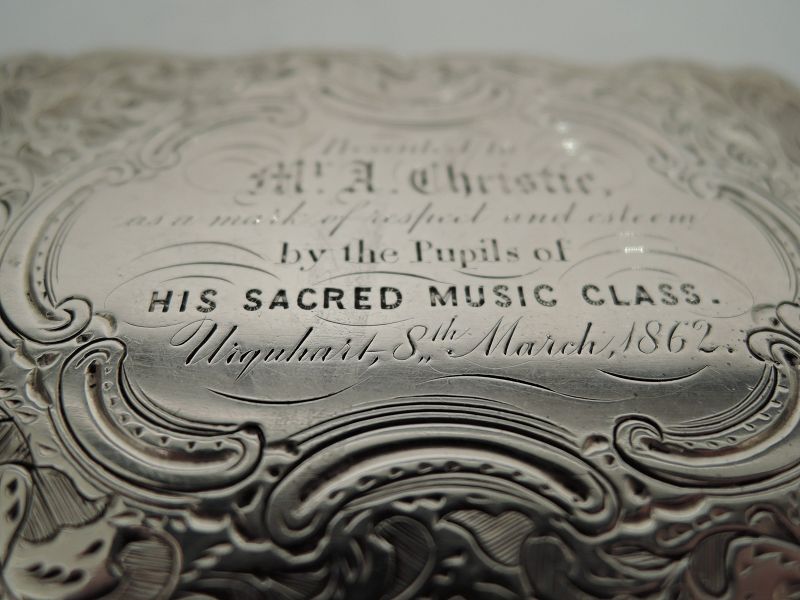 Presented to
Mr A. Christie,
as a mark of respect and esteem
by the Pupils of
HIS SACRED MUSIC CLASS.
Urquhart, 8th March, 1862.